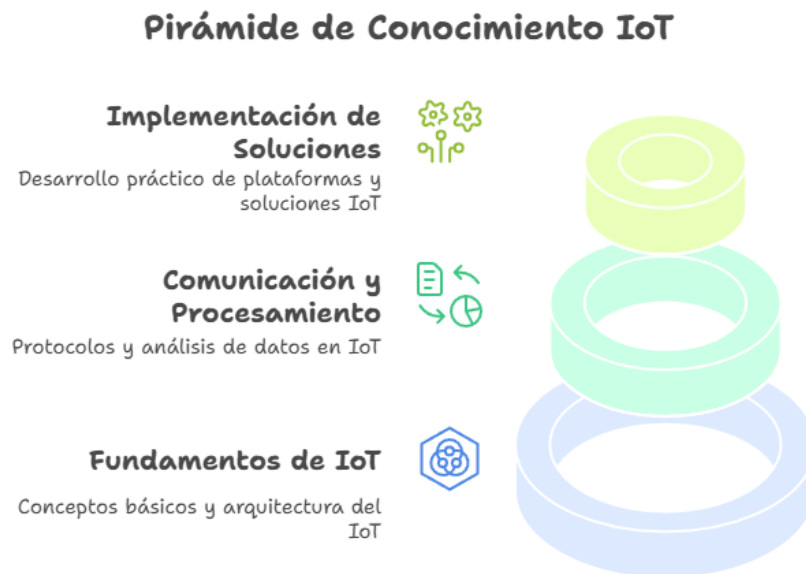 Pirámide de Conocimiento IoT
Implementación de
Soluciones
Desarrollo práctico de plataformas y
soluciones IoT
Comunicación y
Procesamiento
Protocolos y análisis de datos en IoT
Fundamentos de IoT
Conceptos básicos y arquitectura del
IoT